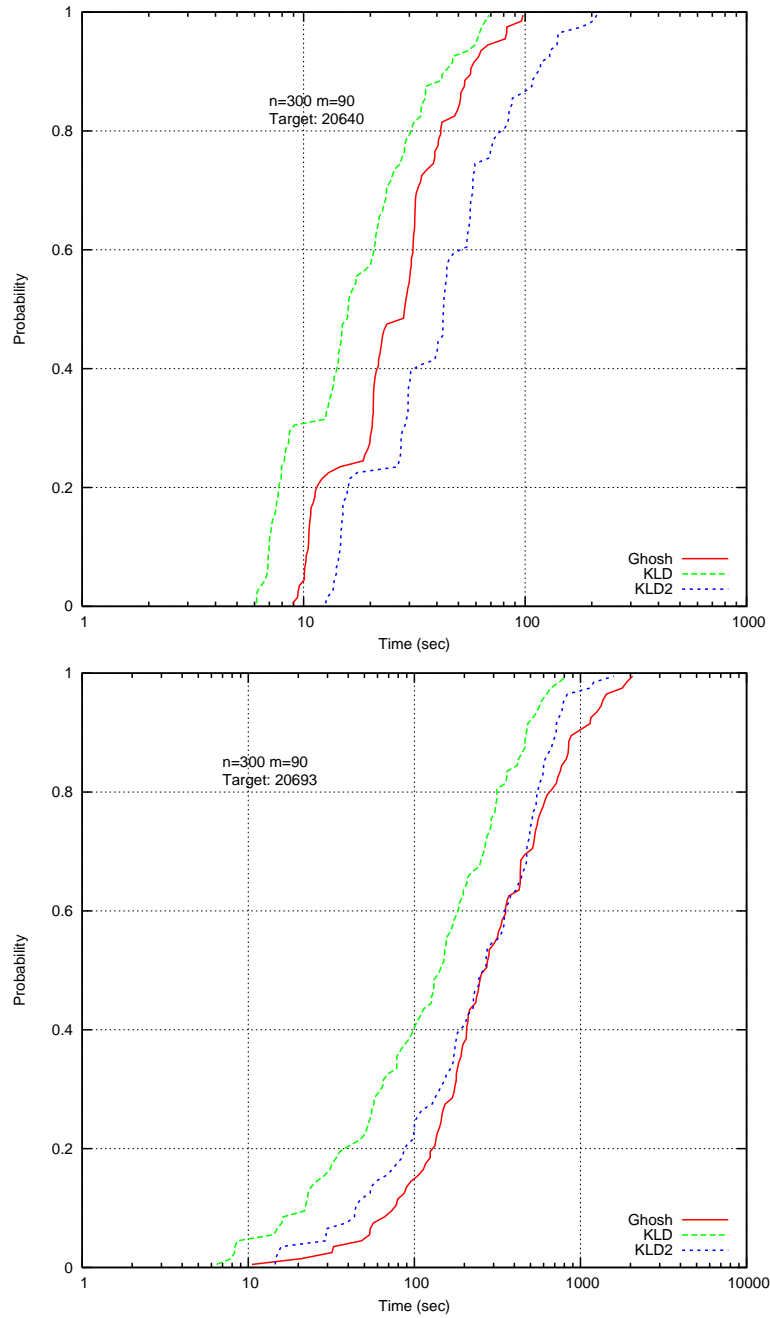 1
0.8
0.6
0.4
0.2
0
Probability
n=300 m=90
Target: 20640
Ghosh
KLD
KLD2
1 10 100 1000
Time (sec)
1
0.8
0.6
0.4
0.2
0
Probability
n=300 m=90
Target: 20693
Ghosh
KLD
KLD2
1 10 100 1000 10000
Time (sec)